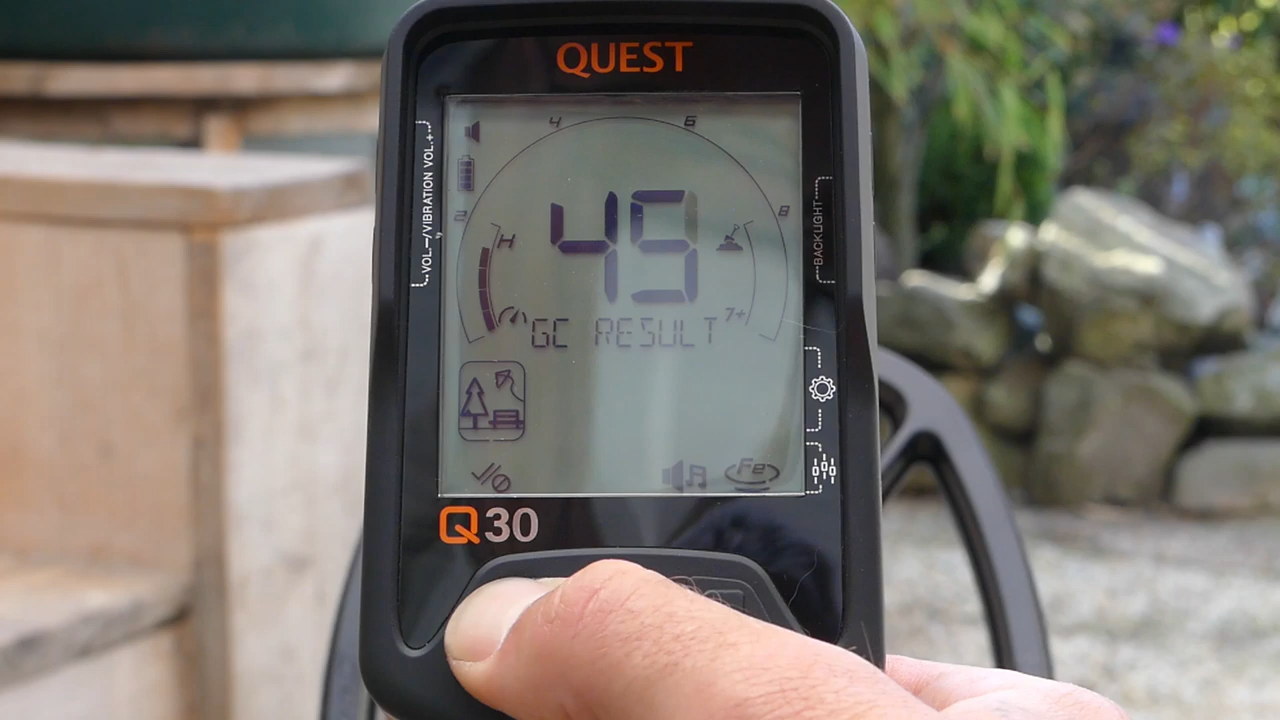 QUEST
4 6
2 8
H
45
7+
GC RESULT
VOL.-/VIBRATION VOL.+
BACKLIGHT
Fe
Q30